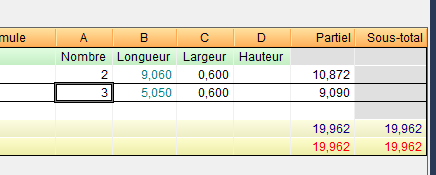 mule A B C D Partiel Sous-total
Nombre Longueur Largeur Hauteur
2 9,060 0,600 10,872
3 5,050 0,600 9,090
19,962 19,962
19,962 19,962